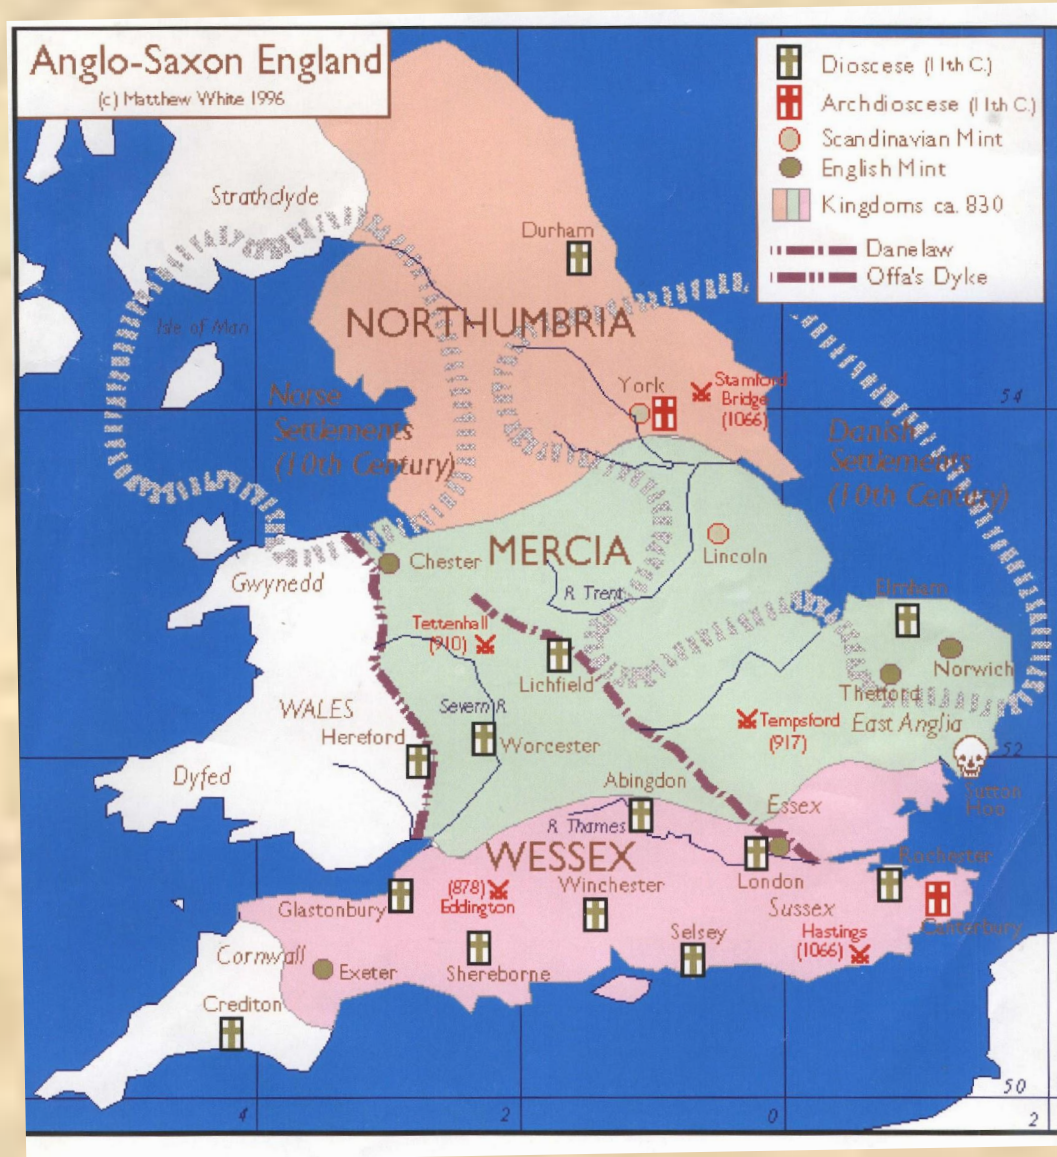 Anglo-Saxon England
(c) Matthew White 1996
Dioscese (11th C.)
Archdioscese (11th C.)
Scandinavian Mint
English Mint
Kingdoms ca. 830
Danelaw
Offa's Dyke
Strathclyde
Durham
Isle of Man
NORTHUMBRIA
York
Stamford
Bridge
(1066)
54
Norse
Settlements
(10th Century)
Danish
Settlements
(10th Century)
MERCIA
Lincoln
Chester
Gwynedd
R. Trent
Elmham
Tettenhall
(910)
Norwich
Lichfield
Thetford
WALES
Severn R.
East Anglia
Tempsford
(917)
Hereford
Worcester
52
Dyfed
Abingdon
Sutton
Hoo
Essex
R. Thames
WESSEX
Rochester
London
Winchester
(878)
Eddington
Glastonbury
Sussex
Canterbury
Hastings
(1066)
Selsey
Cornwall
Exeter
Shereborne
Crediton
50
4
2
0
2